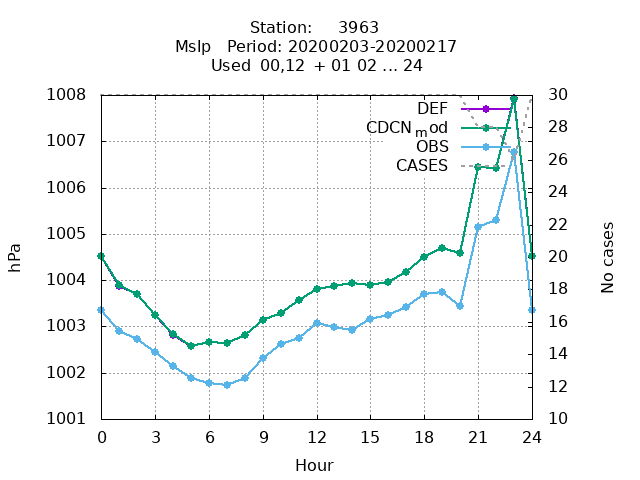 Station: 3963
Mslp Period: 20200203-20200217
Used 00,12 + 01 02 ... 24
1008
1007
1006
1005
1004
1003
1002
1001
hPa
30
28
26
24
22
20
18
16
14
12
10
No cases
DEF
CDCN_mod
OBS
CASES
0 3 6 9 12 15 18 21 24
Hour